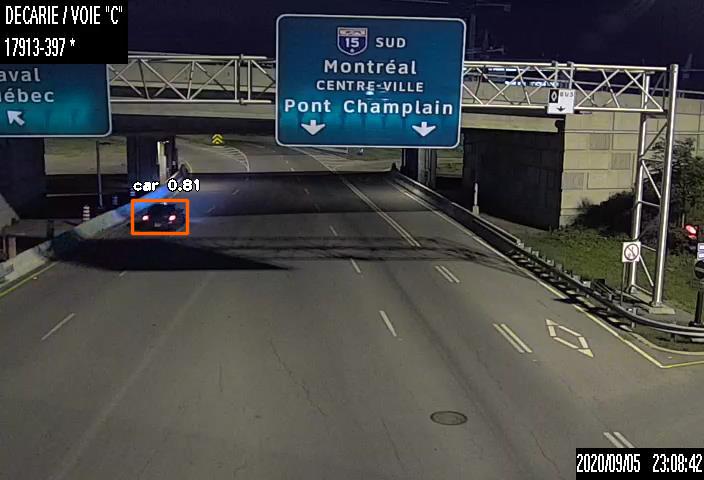 DECARIE / VOIE "C"
17913-397 *
aval
ébec
15 SUD
Montréal
CENTRE-VILLE
Pont Champlain
BUS
car 0.81
2020/09/05 23:08:42